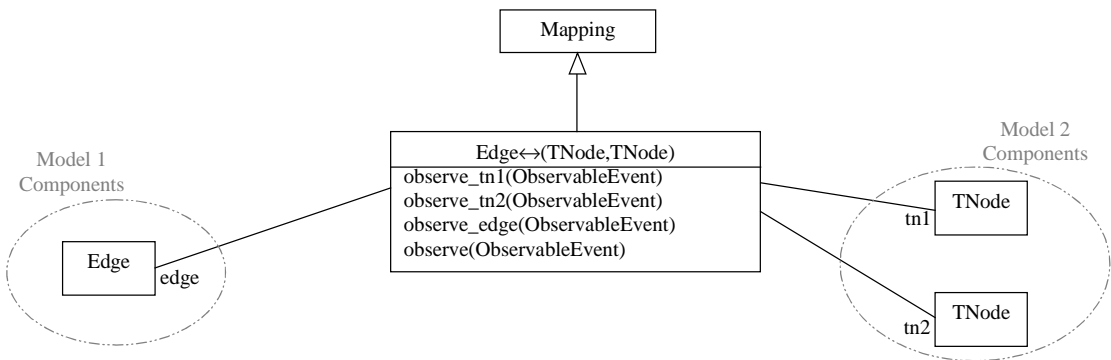 Mapping
Model 1
Components
Edge
edge
Edge↔(TNode,TNode)
observe_tn1(ObservableEvent)
observe_tn2(ObservableEvent)
observe_edge(ObservableEvent)
observe(ObservableEvent)
Model 2
Components
TNode
tn1
TNode
tn2